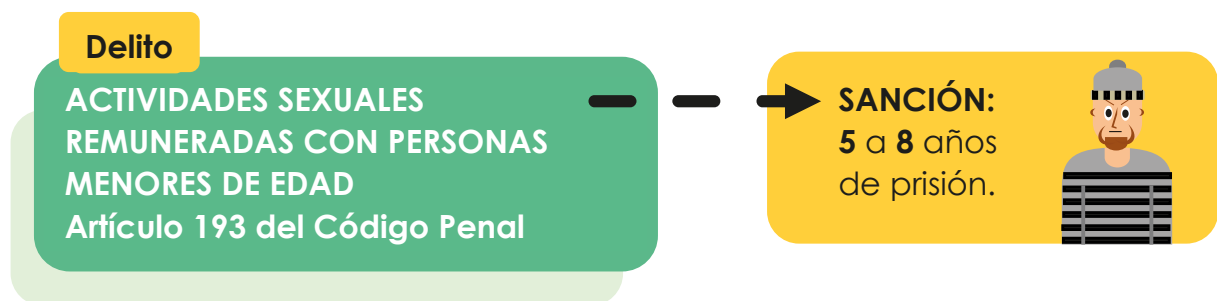 Delito
ACTIVIDADES SEXUALES
REMUNERADAS CON PERSONAS
MENORES DE EDAD
Artículo 193 del Código Penal
SANCIÓN:
5 a 8 años
de prisión.